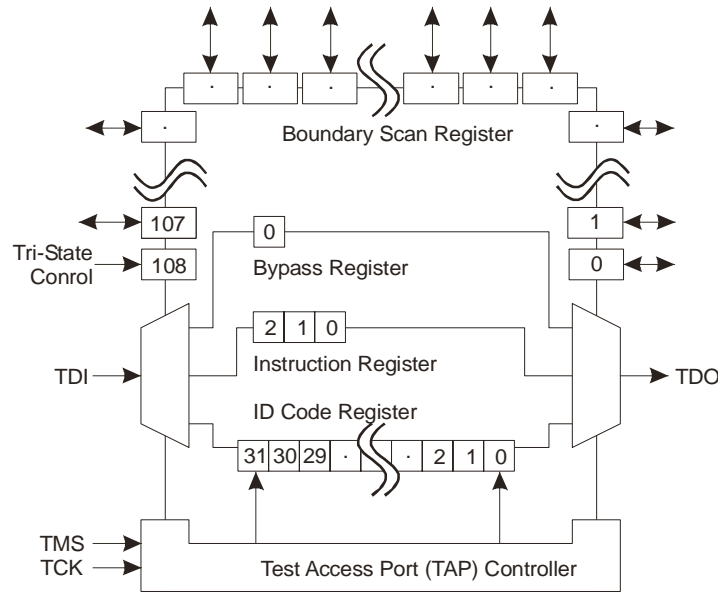 · · · · · ·
· Boundary Scan Register ·
107 0 1
Tri-State
Conrol 108 Bypass Register 0
2 1 0
TDI Instruction Register TDO
ID Code Register
31 30 29 · · · 2 1 0
TMS
TCK Test Access Port (TAP) Controller